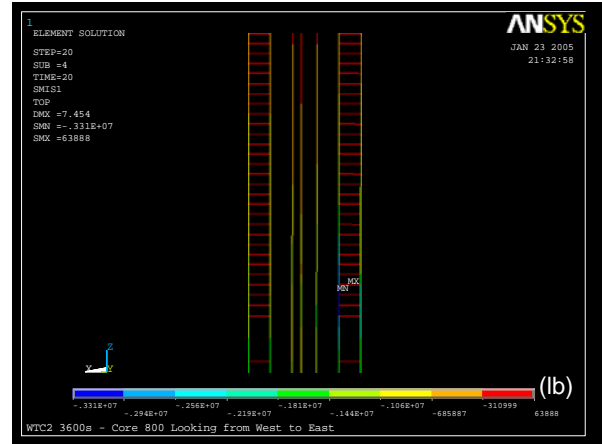 1
ANSYS
ELEMENT SOLUTION
JAN 23 2005
21:32:58
STEP=20
SUB =4
TIME=20
SMIS1
TOP
DMX =7.454
SMN =-.331E+07
SMX =63888
MX
MN
Z
X Y
(lb)
-.331E+07 -.256E+07 -.181E+07 -.106E+07 -310999
-.294E+07 -.219E+07 -.144E+07 -685887 63888
WTC2 3600s - Core 800 Looking from West to East